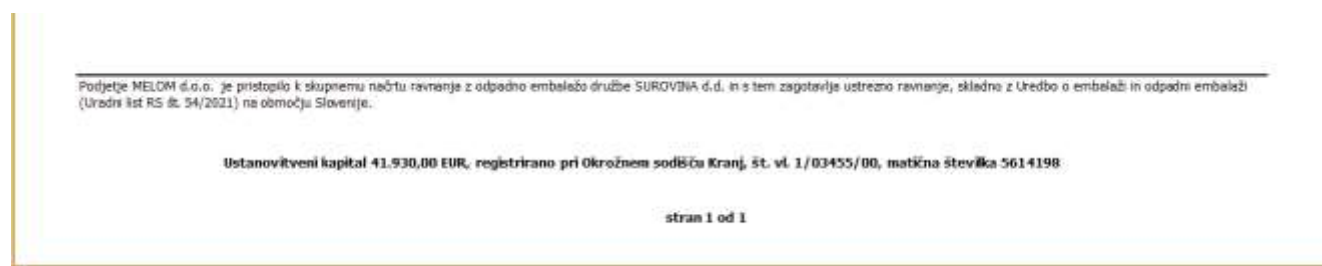 Podjetje MELOM d.o.o. je pristopilo k skupnemu načrtu ravnanja z odpadno embalažo družbe SUROVINA d.d. in s tem zagotavlja ustrezno ravnanje, skladno z Uredbo o embalaži in odpadni embalaži
(Uradni list RS št. 54/2021) na območju Slovenije.
Ustanovitveni kapital 41.930,00 EUR, registrirano pri Okrožnem sodišču Kranj, št. vl. 1/03455/00, matična številka 5614198
stran 1 od 1